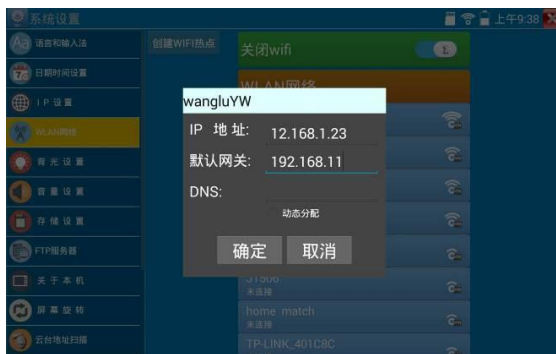 系统设置
上午9:38
语言和输入法
日期时间设置
IP 设置
WLAN网络
背光设置
音量设置
存储设置
FTP服务器
关于本机
屏幕旋转
云台地址扫描
创建WIFI热点
关闭wifi
WLAN网络
wangluYW
IP 地址: 12.168.1.23
默认网关: 192.168.11
DNS:
动态分配
确定 取消
31506
未连接
home match
未连接
TP-LINK_401C8C